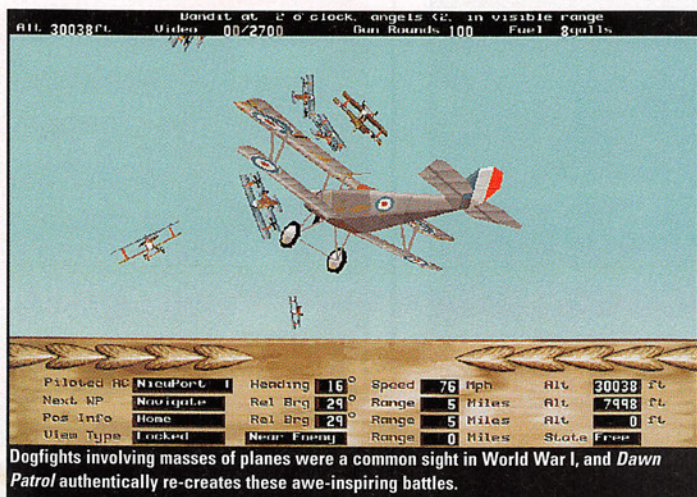 Bandit at 2 o'clock, angels <2, in visible range
Alt 30038ft Video 00/2700 Gun Rounds 100 Fuel 8galls
Piloted AC NieuPort 1 Heading 16° Speed 76 Mph Alt 30038 ft
Next WP Navigate Rel Brg 29° Range 5 Miles Alt 7998 ft
Pos Info Home Rel Brg 29° Range 5 Miles Alt 0 ft
View Type Locked Near Enemy Range 0 Miles State Free
Dogfights involving masses of planes were a common sight in World War I, and Dawn
Patrol authentically re-creates these awe-inspiring battles.